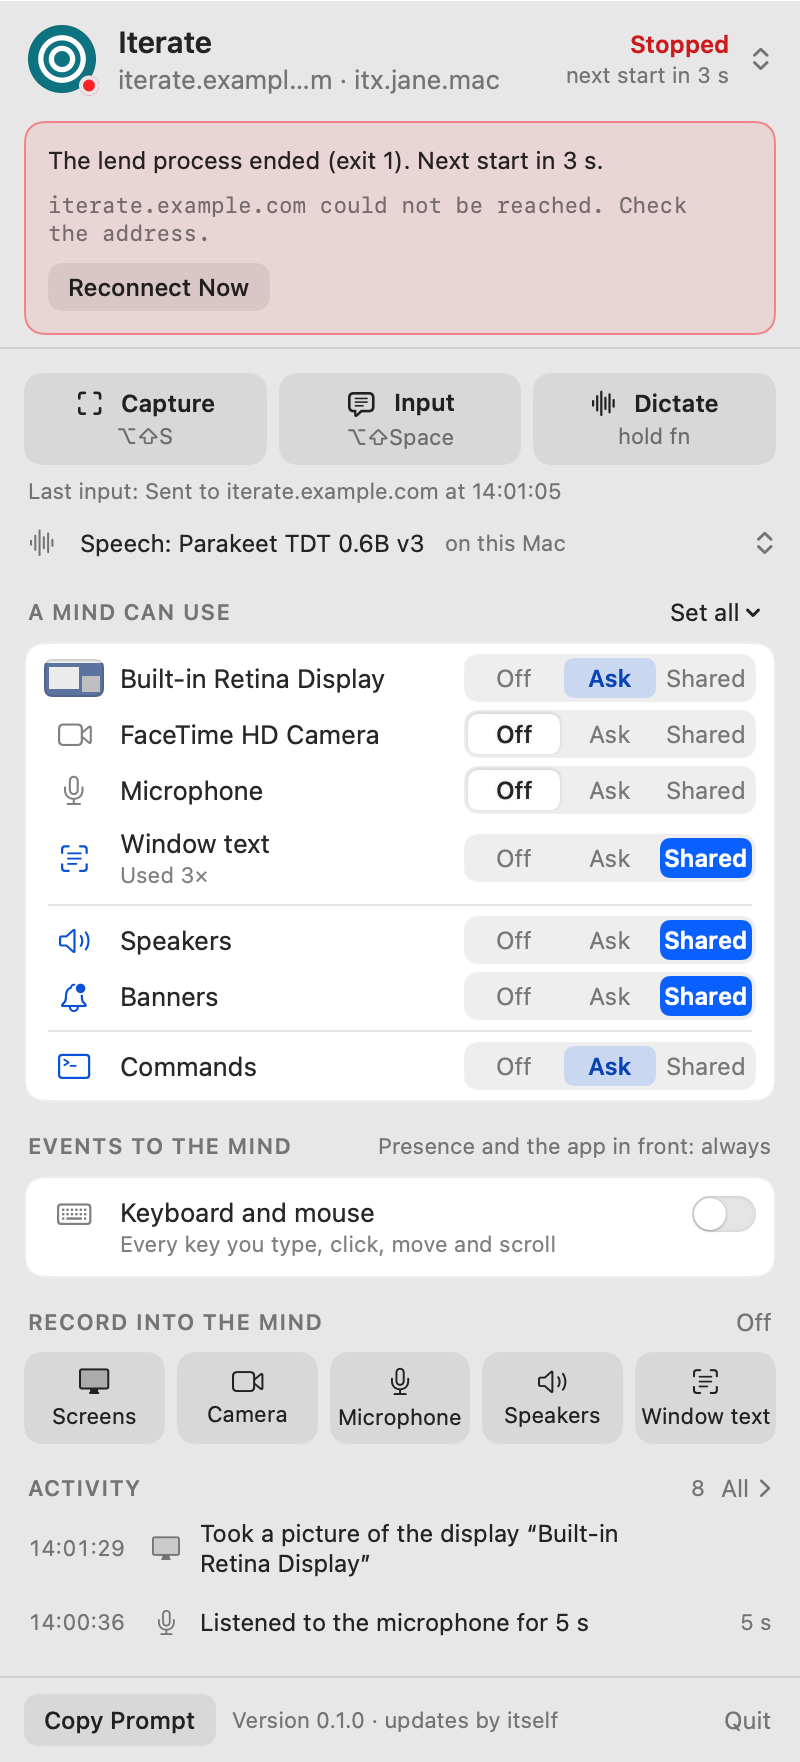 Iterate
iterate.exampl...m · itx.jane.mac
Stopped
next start in 3 s
The lend process ended (exit 1). Next start in 3 s.
iterate.example.com could not be reached. Check
the address.
Reconnect Now
Capture
⌥⇧S
Input
⌥⇧Space
Dictate
hold fn
Last input: Sent to iterate.example.com at 14:01:05
Speech: Parakeet TDT 0.6B v3 on this Mac
A MIND CAN USE
Set all
Built-in Retina Display Off Ask Shared
FaceTime HD Camera Off Ask Shared
Microphone Off Ask Shared
Window text
Used 3×
Off Ask Shared
Speakers Off Ask Shared
Banners Off Ask Shared
Commands Off Ask Shared
EVENTS TO THE MIND Presence and the app in front: always
Keyboard and mouse
Every key you type, click, move and scroll
RECORD INTO THE MIND Off
Screens
Camera
Microphone
Speakers
Window text
ACTIVITY 8 All
14:01:29 Took a picture of the display “Built-in
Retina Display”
14:00:36 Listened to the microphone for 5 s 5 s
Copy Prompt Version 0.1.0 · updates by itself Quit